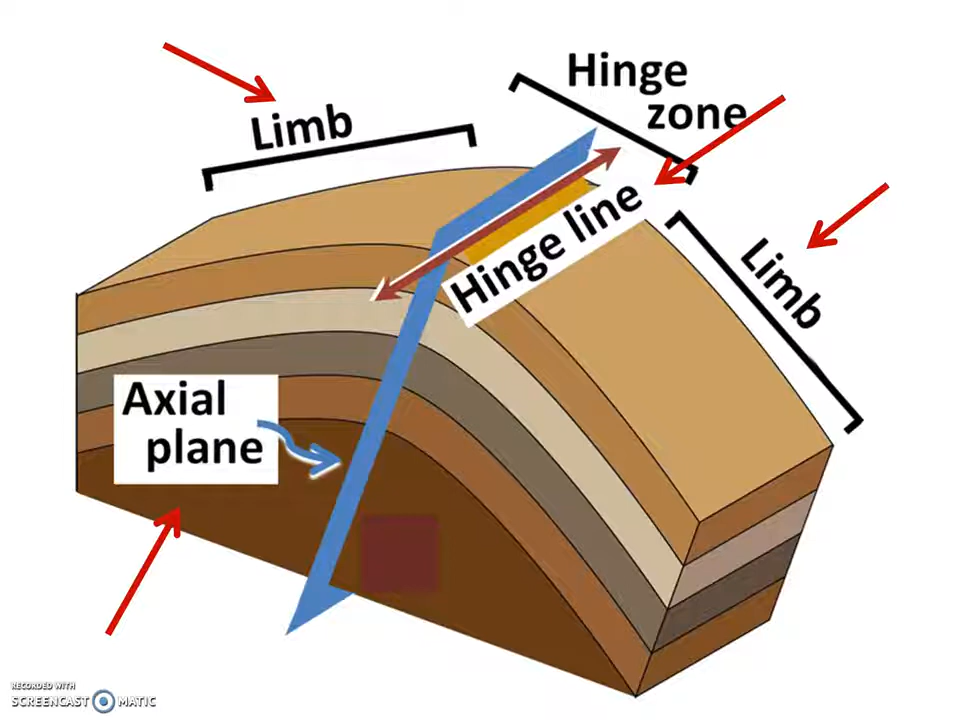 Hinge
zone
Limb
Hinge line
Limb
Axial
plane
RECORDED WITH
SCREENCAST MATIC